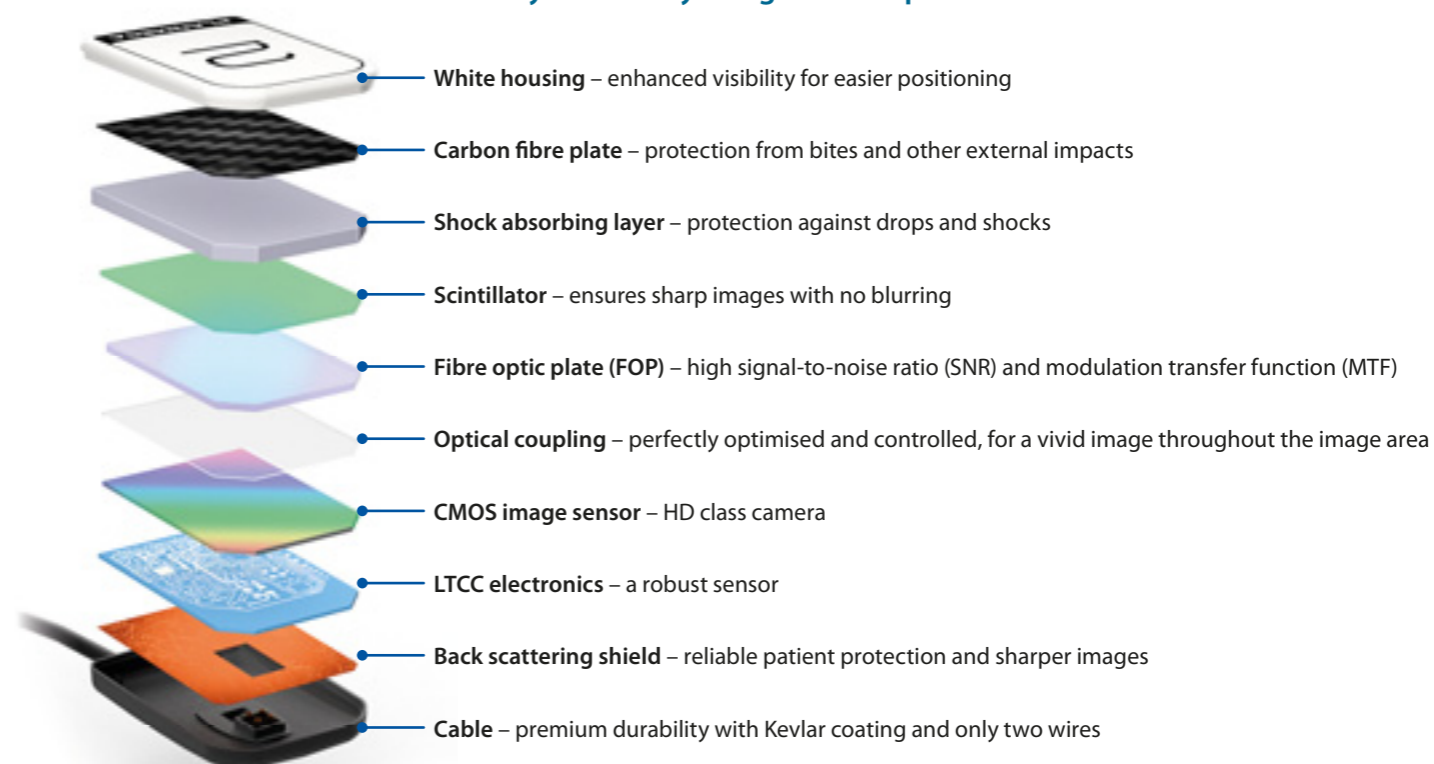 White housing – enhanced visibility for easier positioning
Carbon fibre plate – protection from bites and other external impacts
Shock absorbing layer – protection against drops and shocks
Scintillator – ensures sharp images with no blurring
Fibre optic plate (FOP) – high signal-to-noise ratio (SNR) and modulation transfer function (MTF)
Optical coupling – perfectly optimised and controlled, for a vivid image throughout the image area
CMOS image sensor – HD class camera
LTCC electronics – a robust sensor
Back scattering shield – reliable patient protection and sharper images
Cable – premium durability with Kevlar coating and only two wires